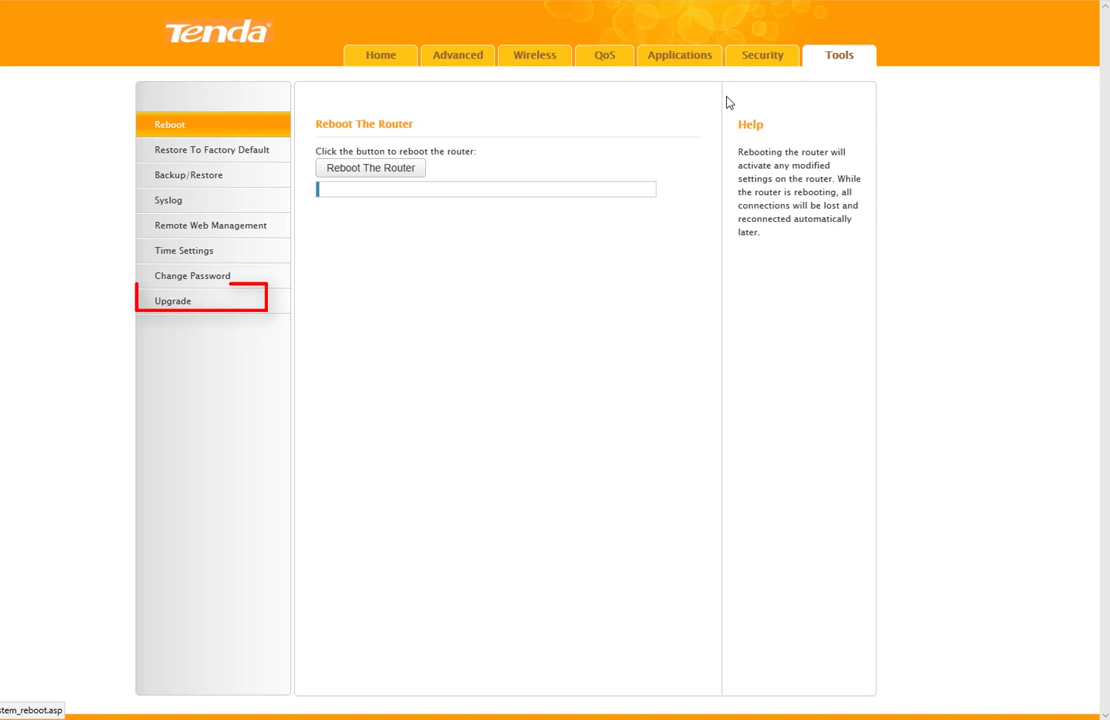 Tenda
Home
Advanced
Wireless
QoS
Applications
Security
Tools
Reboot
Restore To Factory Default
Backup/Restore
Syslog
Remote Web Management
Time Settings
Change Password
Upgrade
Reboot The Router
Click the button to reboot the router:
Reboot The Router
Help
Rebooting the router will
activate any modified
settings on the router. While
the router is rebooting, all
connections will be lost and
reconnected automatically
later.
stem_reboot.asp